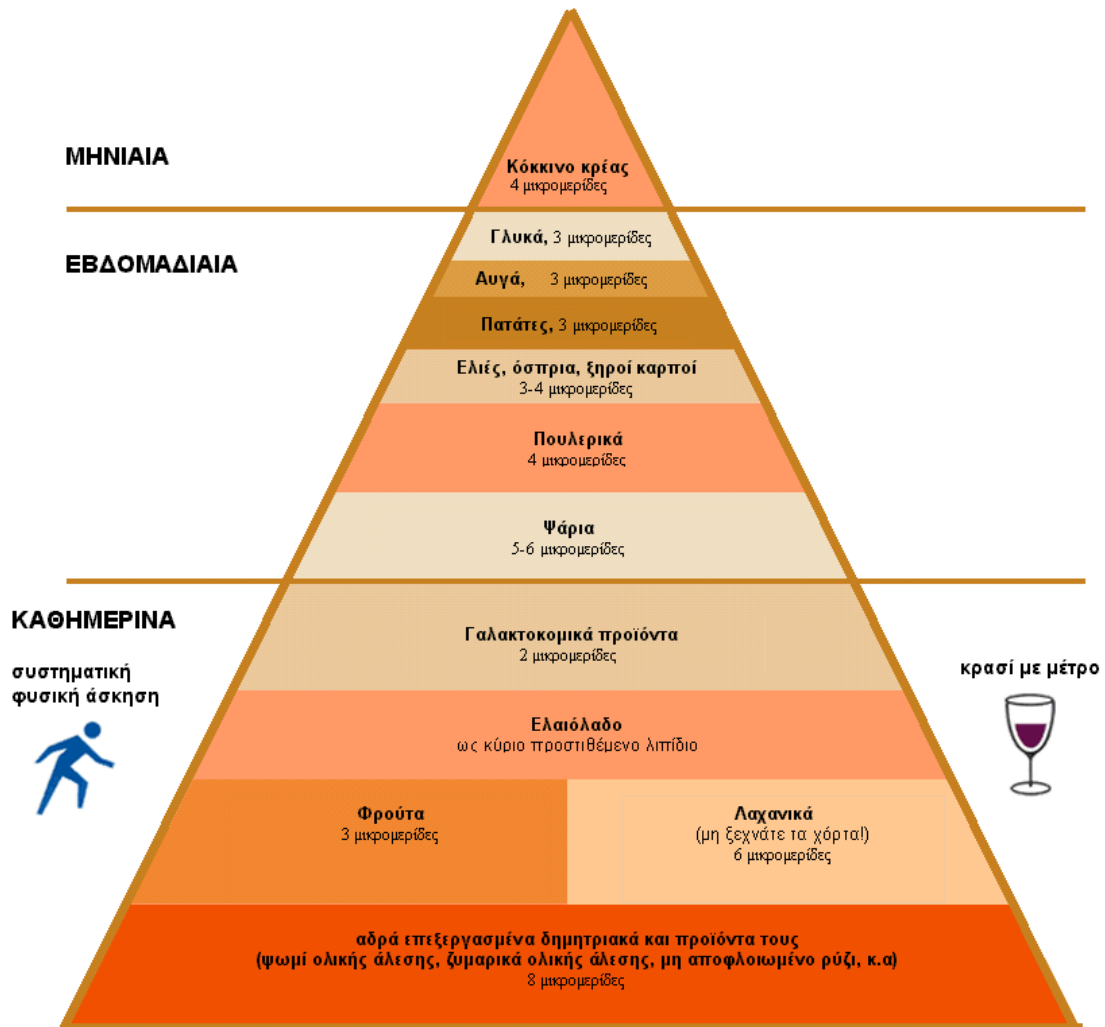 ΜΗΝΙΑΙΑ
Κόκκινο κρέας
4 μικρομερίδες
ΕΒΔΟΜΑΔΙΑΙΑ
Γλυκά, 3 μικρομερίδες
Αυγά, 3 μικρομερίδες
Πατάτες, 3 μικρομερίδες
Ελιές, όσπρια, ξηροί καρποί
3-4 μικρομερίδες
Πουλερικά
4 μικρομερίδες
Ψάρια
5-6 μικρομερίδες
ΚΑΘΗΜΕΡΙΝΑ
συστηματική
φυσική άσκηση
Γαλακτοκομικά προϊόντα
2 μικρομερίδες
κρασί με μέτρο
Ελαιόλαδο
ως κύριο προστιθέμενο λιπίδιο
Φρούτα
3 μικρομερίδες
Λαχανικά
(μη ξεχνάτε τα χόρτα!)
6 μικρομερίδες
αδρά επεξεργασμένα δημητριακά και προϊόντα τους
(ψωμί ολικής άλεσης, ζυμαρικά ολικής άλεσης, μη αποφλοιωμένο ρύζι, κ.α)
8 μικρομερίδες